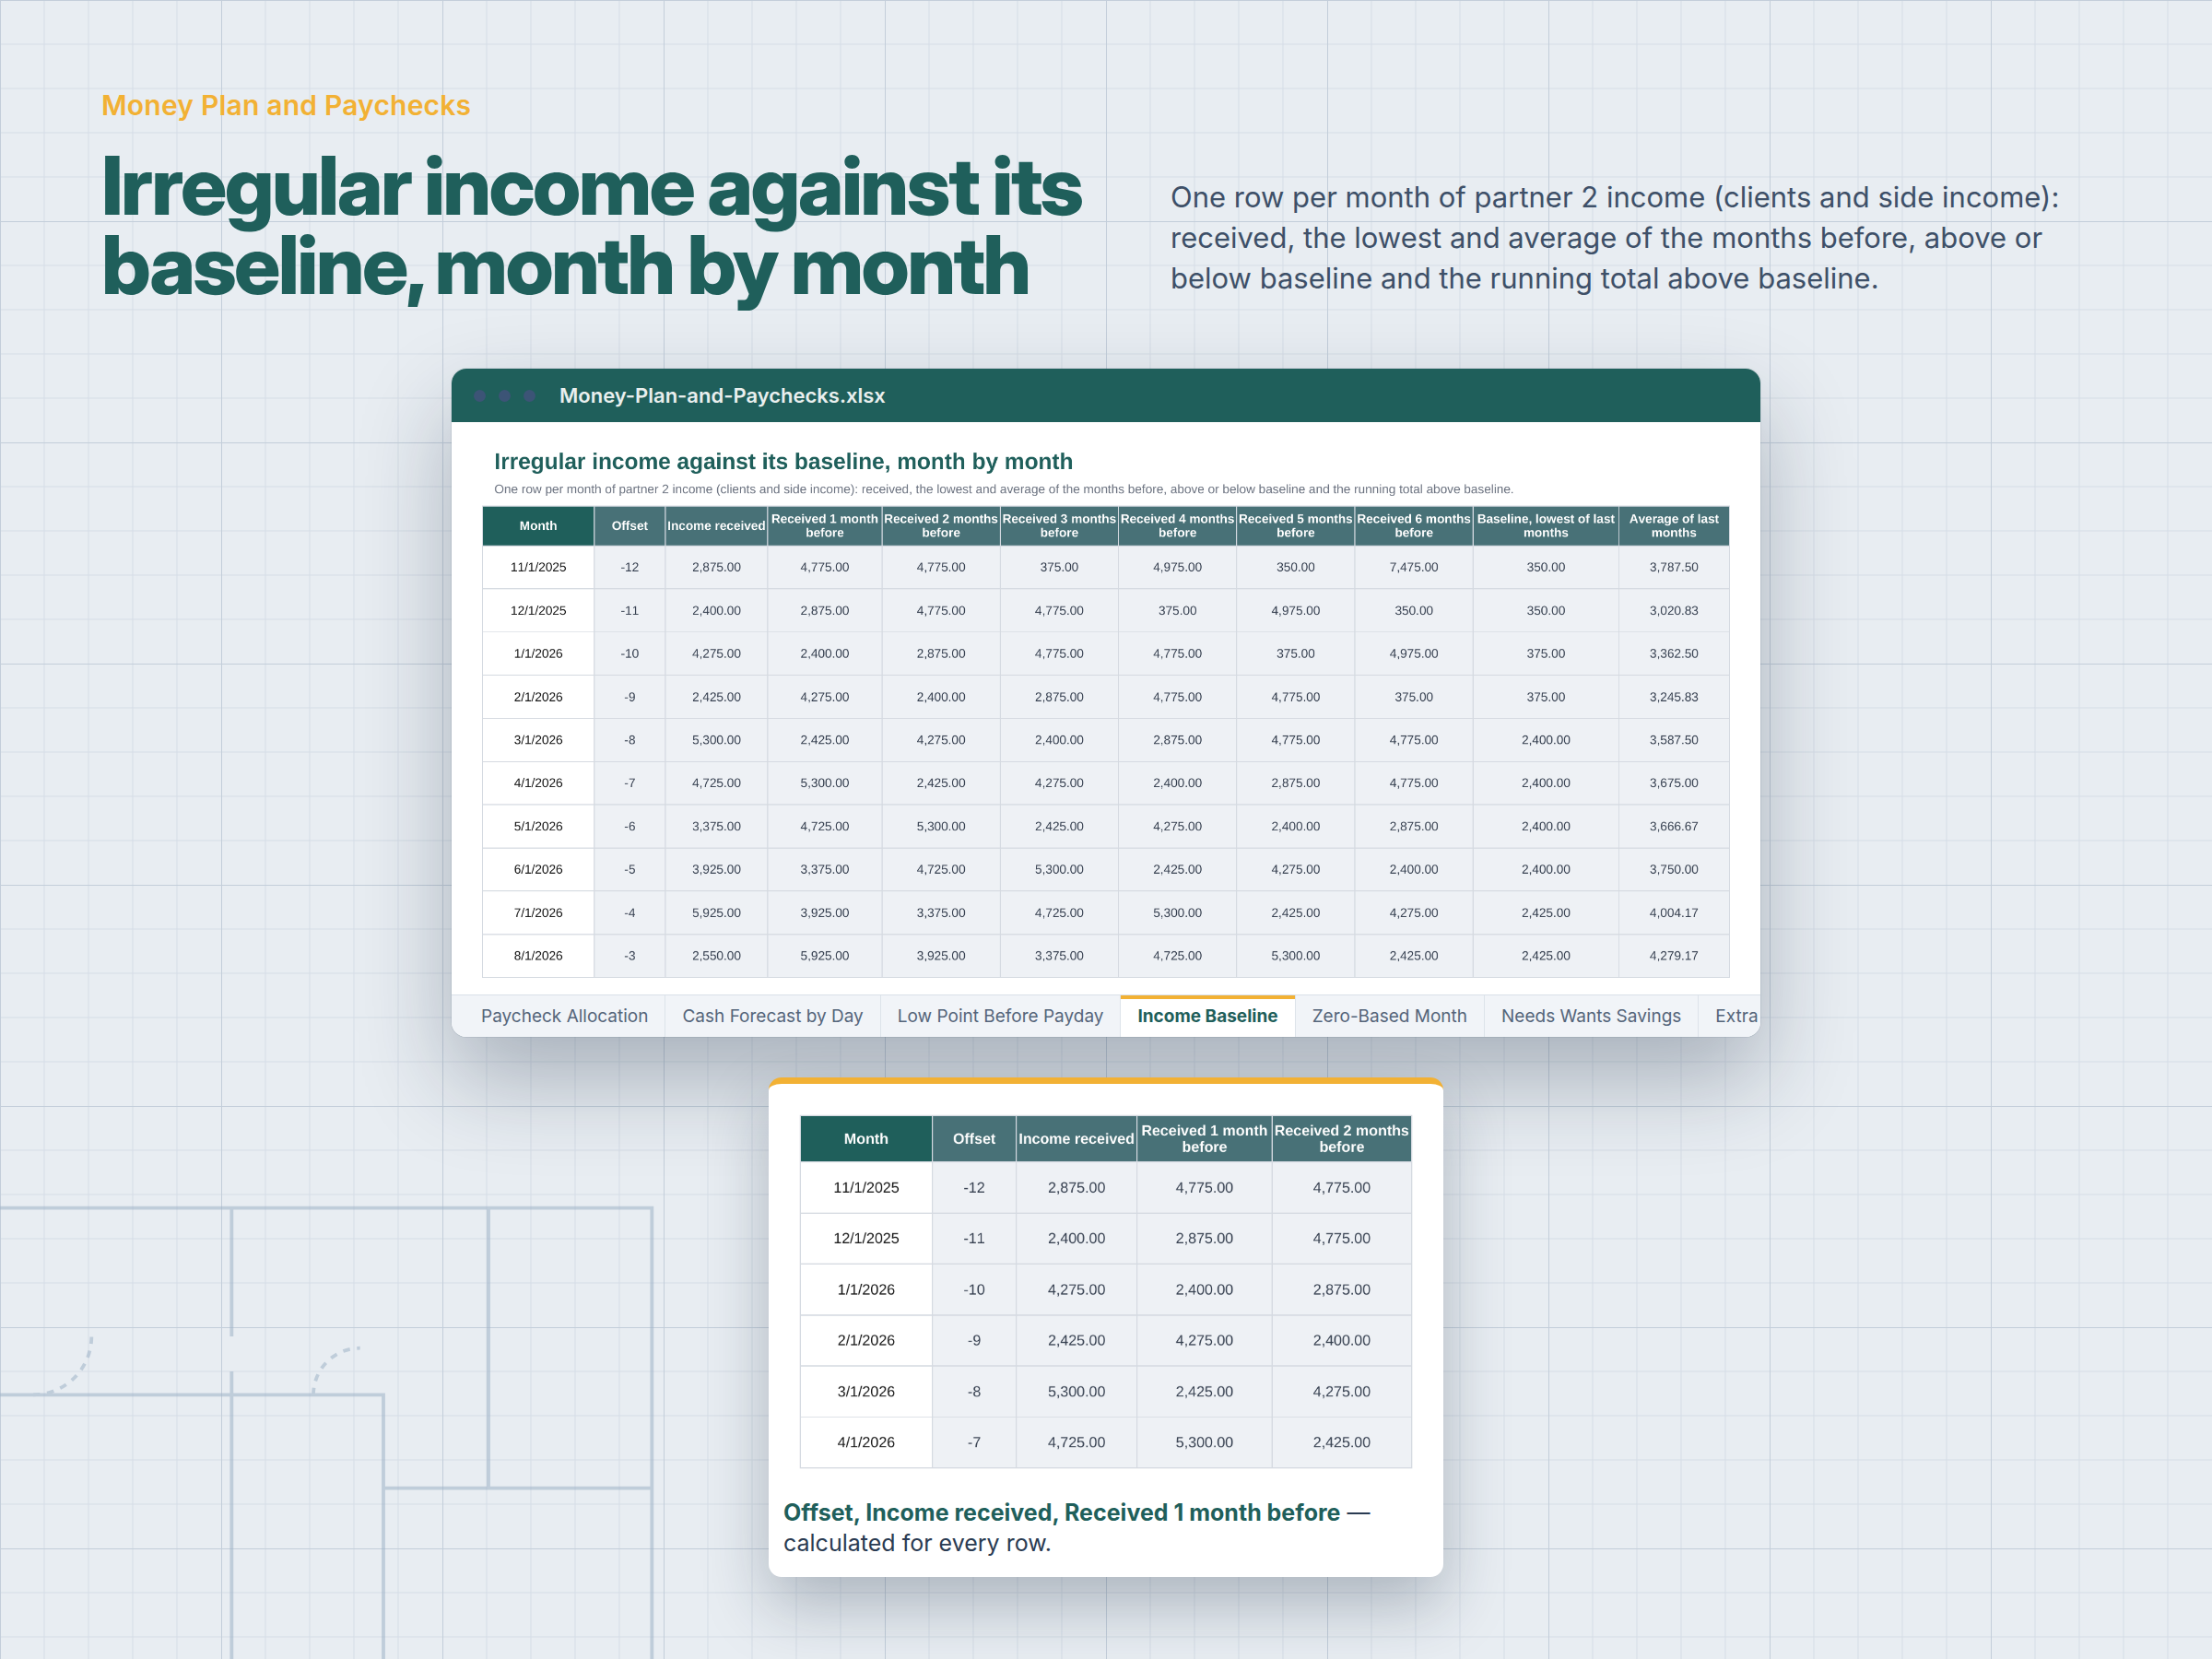 Money Plan and Paychecks
Irregular income against its
baseline, month by month
One row per month of partner 2 income (clients and side income):
received, the lowest and average of the months before, above or
below baseline and the running total above baseline.
Money-Plan-and-Paychecks.xlsx
Irregular income against its baseline, month by month
One row per month of partner 2 income (clients and side income): received, the lowest and average of the months before, above or below baseline and the running total above baseline.
Month Offset Income received Received 1 month before Received 2 months before Received 3 months before Received 4 months before Received 5 months before Received 6 months before Baseline, lowest of last months Average of last months
11/1/2025 -12 2,875.00 4,775.00 4,775.00 375.00 4,975.00 350.00 7,475.00 350.00 3,787.50
12/1/2025 -11 2,400.00 2,875.00 4,775.00 4,775.00 375.00 4,975.00 350.00 350.00 3,020.83
1/1/2026 -10 4,275.00 2,400.00 2,875.00 4,775.00 4,775.00 375.00 4,975.00 375.00 3,362.50
2/1/2026 -9 2,425.00 4,275.00 2,400.00 2,875.00 4,775.00 4,775.00 375.00 375.00 3,245.83
3/1/2026 -8 5,300.00 2,425.00 4,275.00 2,400.00 2,875.00 4,775.00 4,775.00 2,400.00 3,587.50
4/1/2026 -7 4,725.00 5,300.00 2,425.00 4,275.00 2,400.00 2,875.00 4,775.00 2,400.00 3,675.00
5/1/2026 -6 3,375.00 4,725.00 5,300.00 2,425.00 4,275.00 2,400.00 2,875.00 2,400.00 3,666.67
6/1/2026 -5 3,925.00 3,375.00 4,725.00 5,300.00 2,425.00 4,275.00 2,400.00 2,400.00 3,750.00
7/1/2026 -4 5,925.00 3,925.00 3,375.00 4,725.00 5,300.00 2,425.00 4,275.00 2,425.00 4,004.17
8/1/2026 -3 2,550.00 5,925.00 3,925.00 3,375.00 4,725.00 5,300.00 2,425.00 2,425.00 4,279.17
Paycheck Allocation Cash Forecast by Day Low Point Before Payday Income Baseline Zero-Based Month Needs Wants Savings Extra
Month Offset Income received Received 1 month before Received 2 months before
11/1/2025 -12 2,875.00 4,775.00 4,775.00
12/1/2025 -11 2,400.00 2,875.00 4,775.00
1/1/2026 -10 4,275.00 2,400.00 2,875.00
2/1/2026 -9 2,425.00 4,275.00 2,400.00
3/1/2026 -8 5,300.00 2,425.00 4,275.00
4/1/2026 -7 4,725.00 5,300.00 2,425.00
Offset, Income received, Received 1 month before —
calculated for every row.